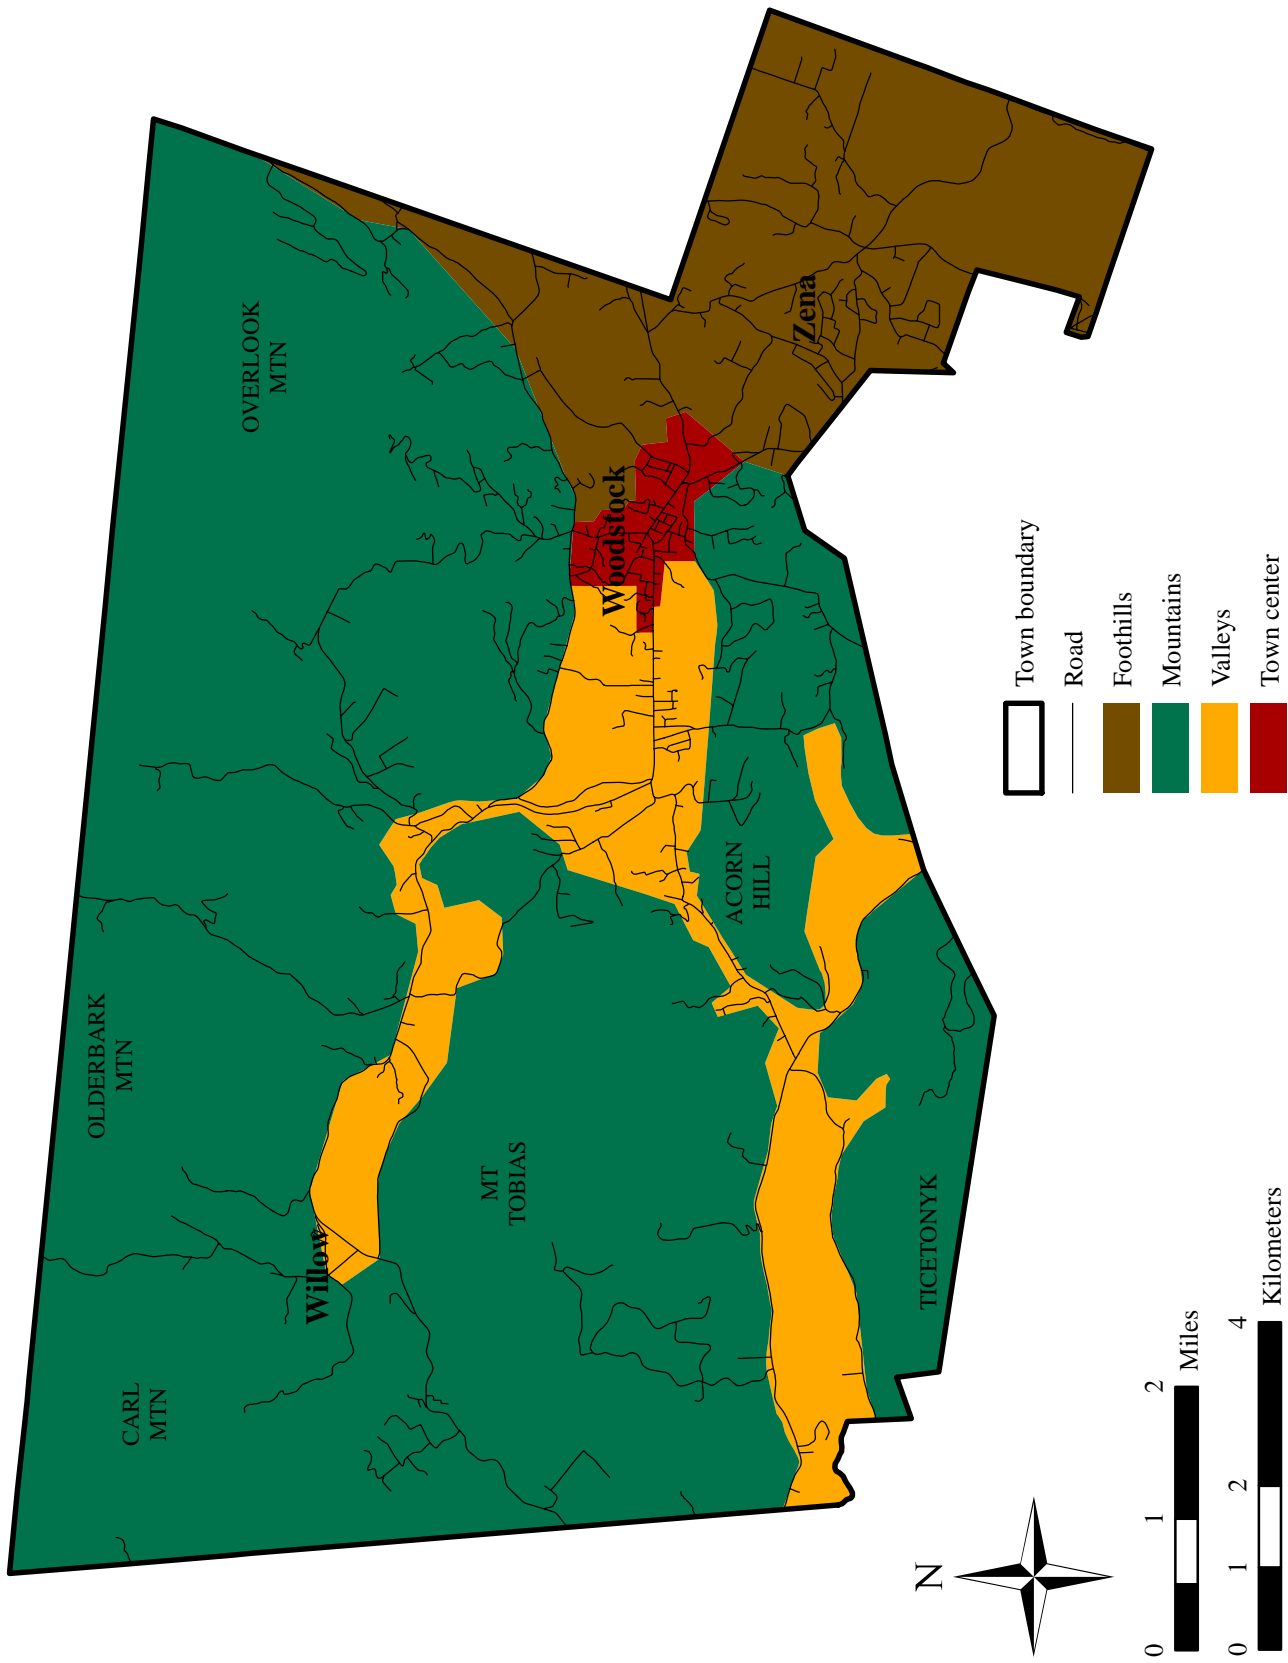 CARL
MTN
OLDERBARK
MTN
OVERLOOK
MTN
Willow
MT
TOBIAS
Woodstock
ACORN
HILL
Zena
TICETONYK
N
0 1 2
Miles
0 1 2 4
Kilometers
Town boundary
Road
Foothills
Mountains
Valleys
Town center